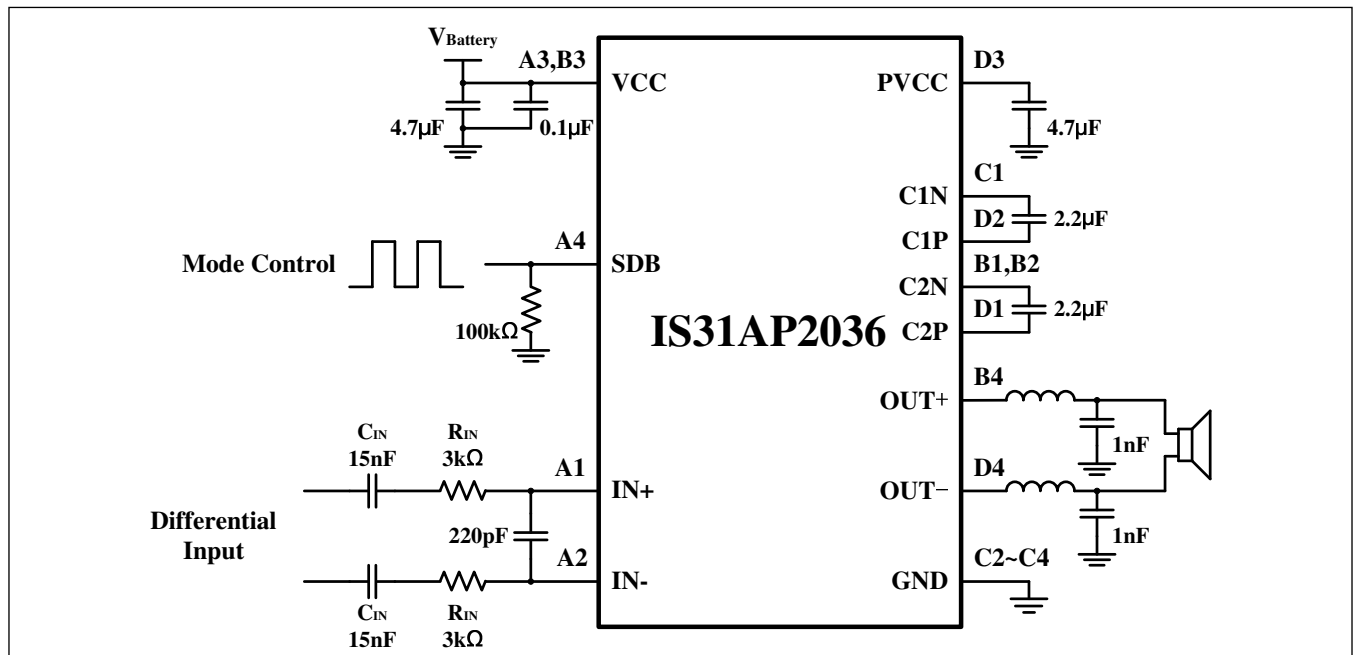 VBattery
A3,B3
VCC
4.7µF
0.1µF
PVCC
D3
4.7µF
C1
C1N
D2
2.2µF
C1P
B1,B2
C2N
D1
2.2µF
C2P
Mode Control
A4
SDB
100kΩ
IS31AP2036
B4
OUT+
1nF
D4
OUT−
1nF
CIN
15nF
RIN
3kΩ
A1
IN+
Differential
Input
220pF
A2
IN-
CIN
15nF
RIN
3kΩ
C2~C4
GND